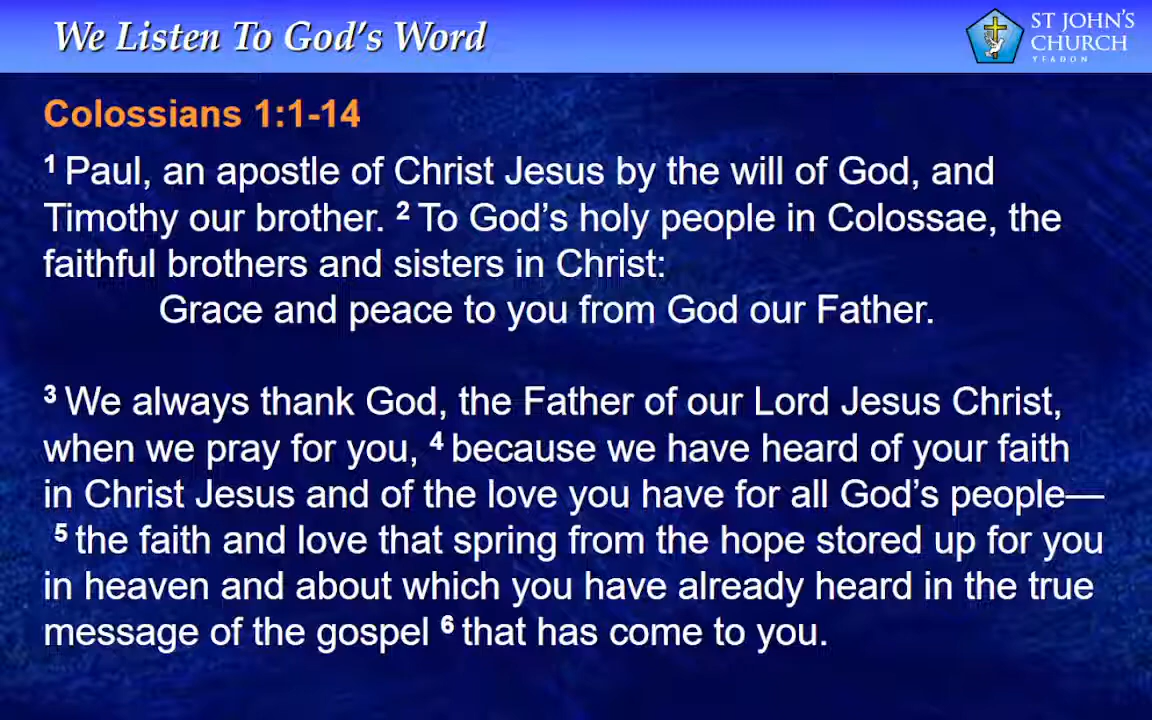 We Listen To God's Word
ST JOHN'S
CHURCH
YEADON
Colossians 1:1-14
1 Paul, an apostle of Christ Jesus by the will of God, and
Timothy our brother. 2 To God’s holy people in Colossae, the
faithful brothers and sisters in Christ:
Grace and peace to you from God our Father.
3 We always thank God, the Father of our Lord Jesus Christ,
when we pray for you, 4 because we have heard of your faith
in Christ Jesus and of the love you have for all God’s people—
5 the faith and love that spring from the hope stored up for you
in heaven and about which you have already heard in the true
message of the gospel 6 that has come to you.